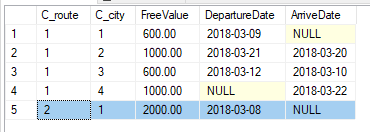 C_route C_city FreeValue DepartureDate ArriveDate
1 1 1 600.00 2018-03-09 NULL
2 1 2 1000.00 2018-03-21 2018-03-20
3 1 3 600.00 2018-03-12 2018-03-10
4 1 4 1000.00 NULL 2018-03-22
5 2 1 2000.00 2018-03-08 NULL